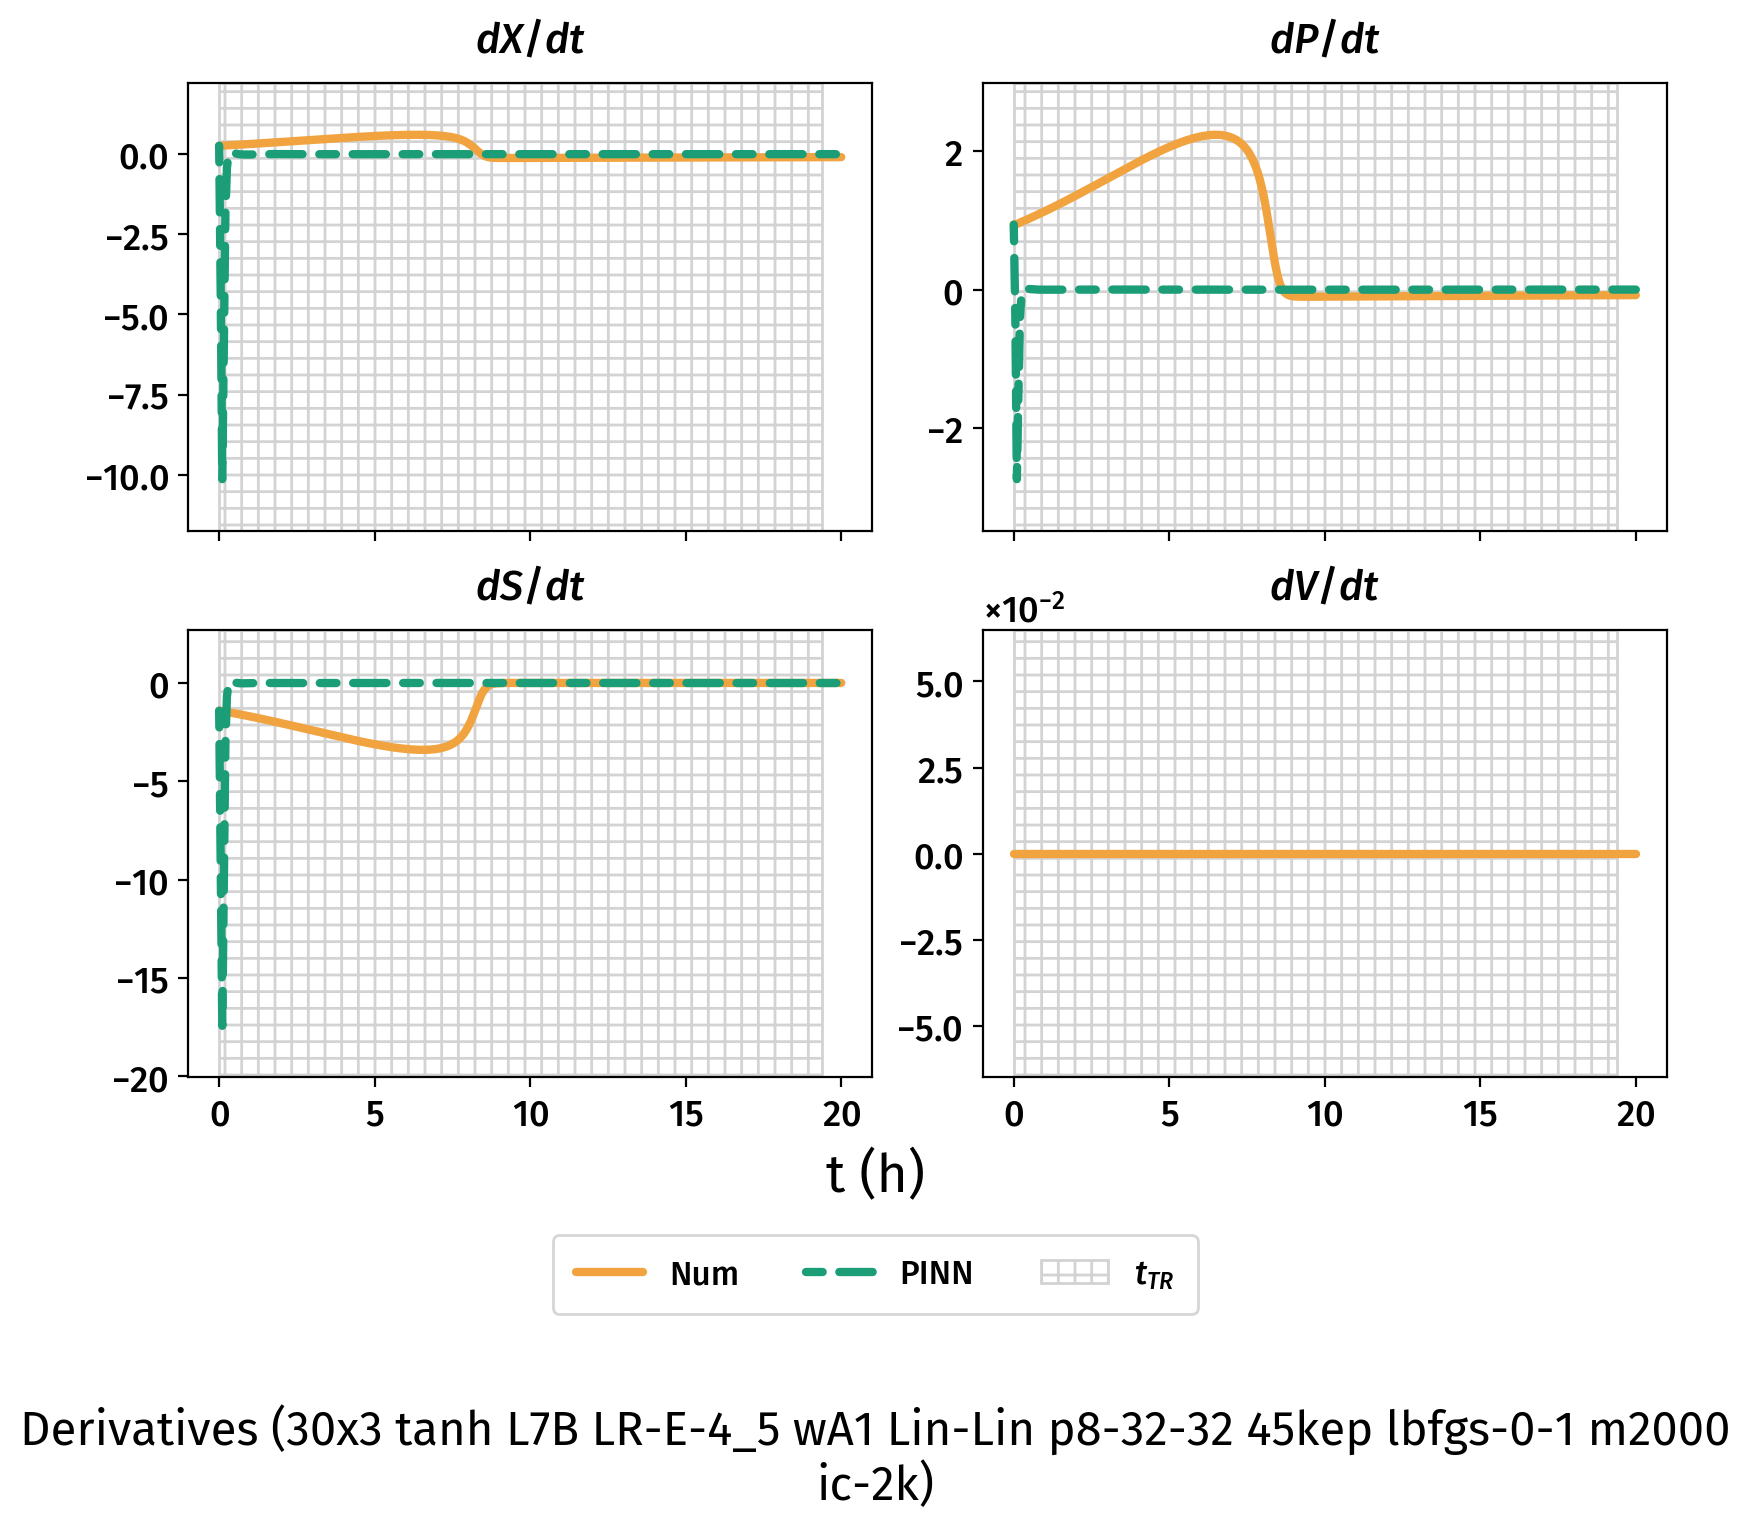 dX/dt
dP/dt
0.0
−2.5
−5.0
−7.5
−10.0
2
0
−2
dS/dt
dV/dt
×10⁻²
0
−5
−10
−15
−20
5.0
2.5
0.0
−2.5
−5.0
0 5 10 15 20
0 5 10 15 20
t (h)
Num PINN t_TR
Derivatives (30x3 tanh L7B LR-E-4_5 wA1 Lin-Lin p8-32-32 45kep lbfgs-0-1 m2000
ic-2k)